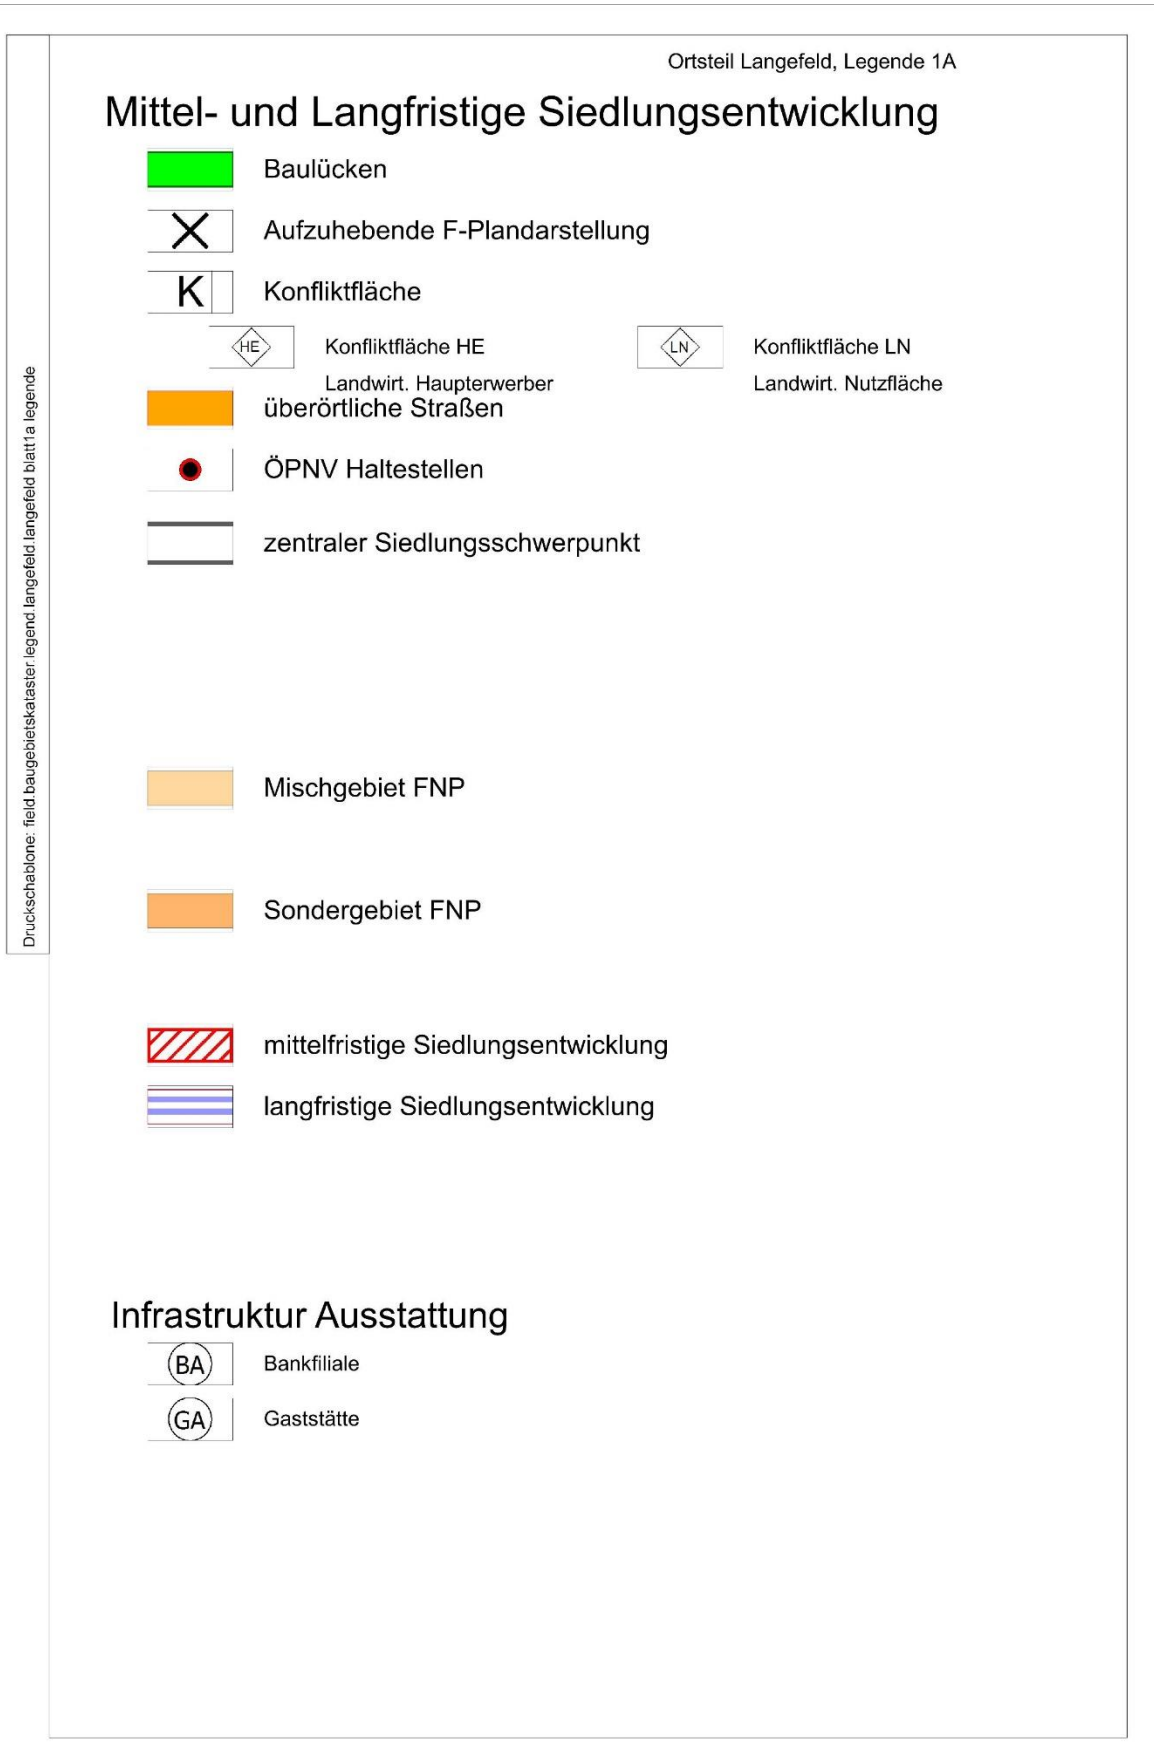 Ortsteil Langefeld, Legende 1A
Mittel- und Langfristige Siedlungsentwicklung
Baulücken
Aufzuhebende F-Plandarstellung
K Konfliktfläche
HE Konfliktfläche HE
Landwirt. Haupterwerber
LN Konfliktfläche LN
Landwirt. Nutzfläche
überörtliche Straßen
ÖPNV Haltestellen
zentraler Siedlungsschwerpunkt
Mischgebiet FNP
Sondergebiet FNP
mittelfristige Siedlungsentwicklung
langfristige Siedlungsentwicklung
Infrastruktur Ausstattung
BA Bankfiliale
GA Gaststätte
Druckschablone: field.baugebietskataster.legend.langefeld.langefeld blatt1a legende